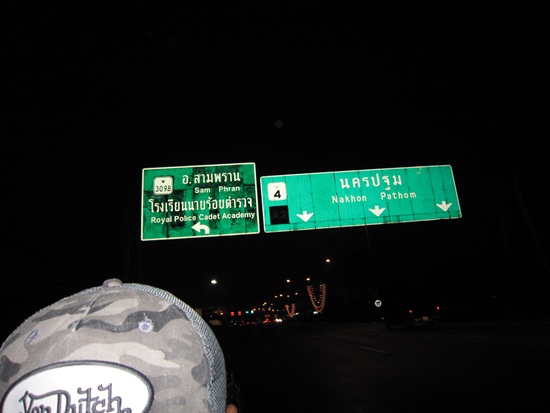 3098
อ.สามพราน
Sam Phran
โรงเรียนนายร้อยตำรวจ
Royal Police Cadet Academy
4
นครปฐม
Nakhon Pathom
Von Dutch